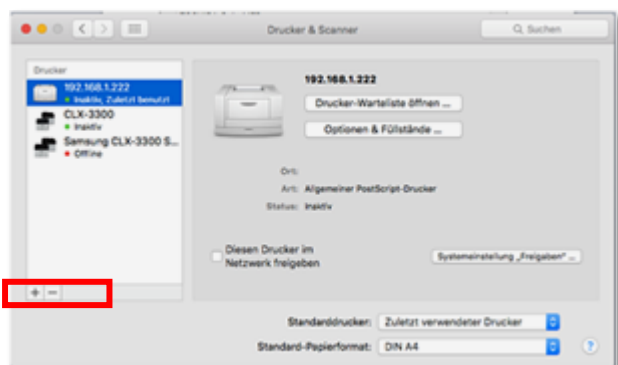 Drucker & Scanner
Suchen
Drucker
192.168.1.222
Inaktiv, Zuletzt benutzt
CLX-3300
Inaktiv
Samsung CLX-3300 S...
Offline
192.168.1.222
Drucker-Warteliste öffnen ...
Optionen & Füllstände ...
Ort:
Art: Allgemeiner PostScript-Drucker
Status: Inaktiv
Diesen Drucker im
Netzwerk freigeben
Systemeinstellung „Freigaben“ ...
+ −
Standarddrucker: Zuletzt verwendeter Drucker
Standard-Papierformat: DIN A4
?